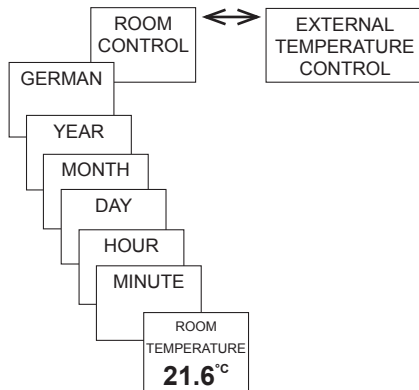 ROOM
CONTROL
EXTERNAL
TEMPERATURE
CONTROL
GERMAN
YEAR
MONTH
DAY
HOUR
MINUTE
ROOM
TEMPERATURE
21.6°C